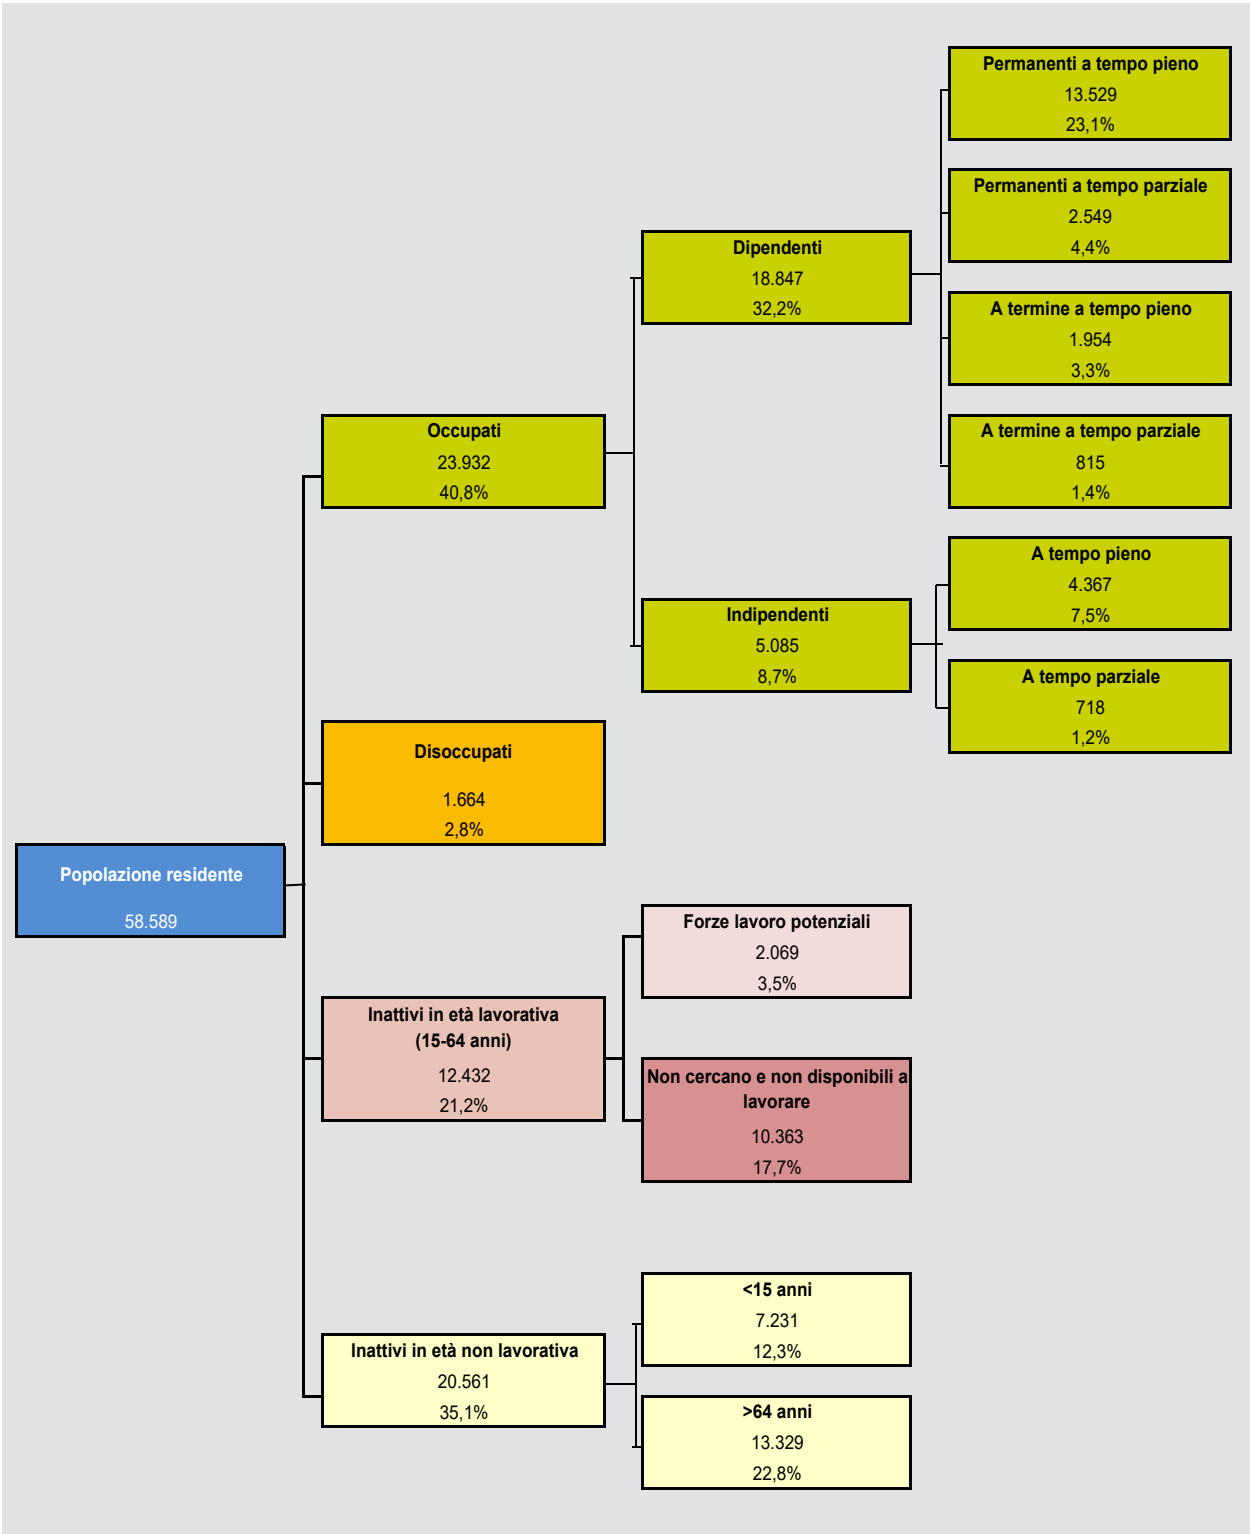 Permanenti a tempo pieno
13.529
23,1%
Permanenti a tempo parziale
2.549
4,4%
Dipendenti
18.847
32,2%
A termine a tempo pieno
1.954
3,3%
Occupati
23.932
40,8%
A termine a tempo parziale
815
1,4%
A tempo pieno
4.367
7,5%
Indipendenti
5.085
8,7%
A tempo parziale
718
1,2%
Disoccupati
1.664
2,8%
Popolazione residente
58.589
Forze lavoro potenziali
2.069
3,5%
Inattivi in età lavorativa
(15-64 anni)
12.432
21,2%
Non cercano e non disponibili a
lavorare
10.363
17,7%
<15 anni
7.231
12,3%
Inattivi in età non lavorativa
20.561
35,1%
>64 anni
13.329
22,8%